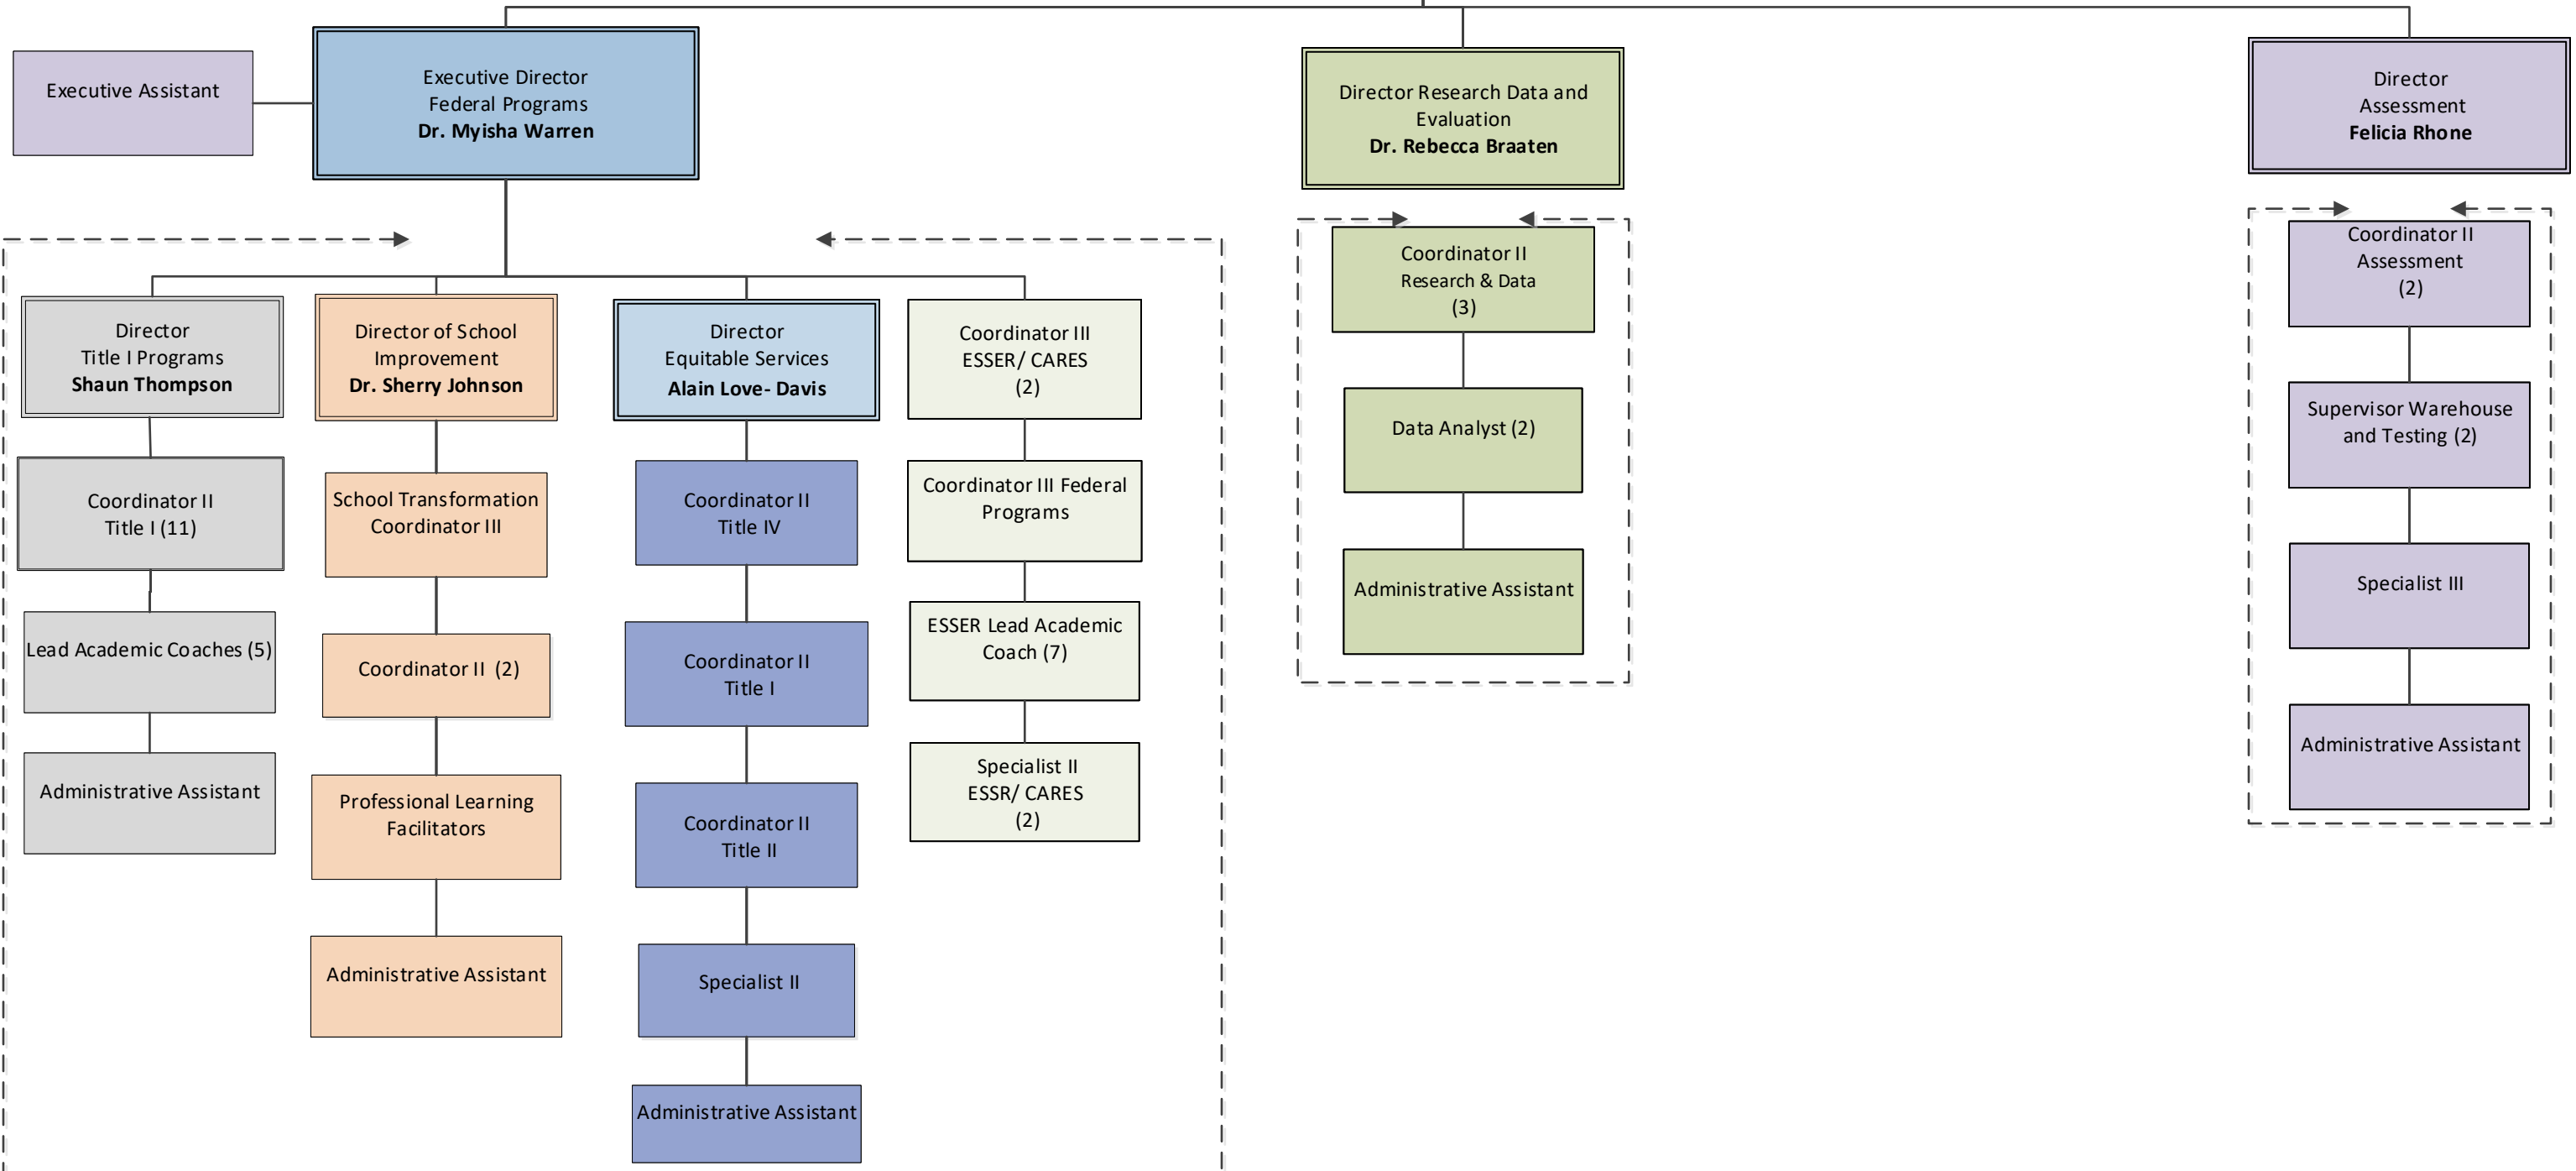 Executive Assistant
Executive Director
Federal Programs
Dr. Myisha Warren
Director Research Data and
Evaluation
Dr. Rebecca Braaten
Director
Assessment
Felicia Rhone
Director
Title I Programs
Shaun Thompson
Coordinator II
Title I (11)
Lead Academic Coaches (5)
Administrative Assistant
Director of School
Improvement
Dr. Sherry Johnson
School Transformation
Coordinator III
Coordinator II (2)
Professional Learning
Facilitators
Administrative Assistant
Director
Equitable Services
Alain Love- Davis
Coordinator II
Title IV
Coordinator II
Title I
Coordinator II
Title II
Specialist II
Administrative Assistant
Coordinator III
ESSER/ CARES
(2)
Coordinator III Federal
Programs
ESSER Lead Academic
Coach (7)
Specialist II
ESSR/ CARES
(2)
Coordinator II
Research & Data
(3)
Data Analyst (2)
Administrative Assistant
Coordinator II
Assessment
(2)
Supervisor Warehouse
and Testing (2)
Specialist III
Administrative Assistant